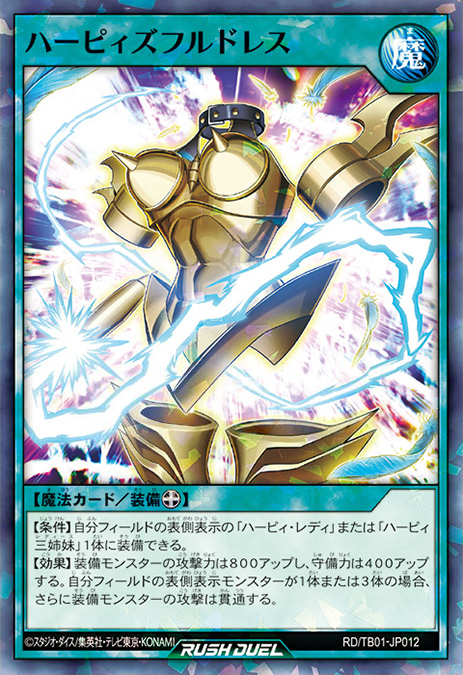 ハーピィズフルドレス
魔
【魔法カード／装備】
【条件】自分フィールドの表側表示の「ハーピィ・レディ」または「ハーピィ
三姉妹」1体に装備できる。
【効果】装備モンスターの攻撃力は800アップし、守備力は400アップ
する。自分フィールドの表側表示モンスターが1体または3体の場合、
さらに装備モンスターの攻撃は貫通する。
©スタジオ・ダイス/集英社・テレビ東京・KONAMI
RUSH DUEL
RD/TB01-JP012